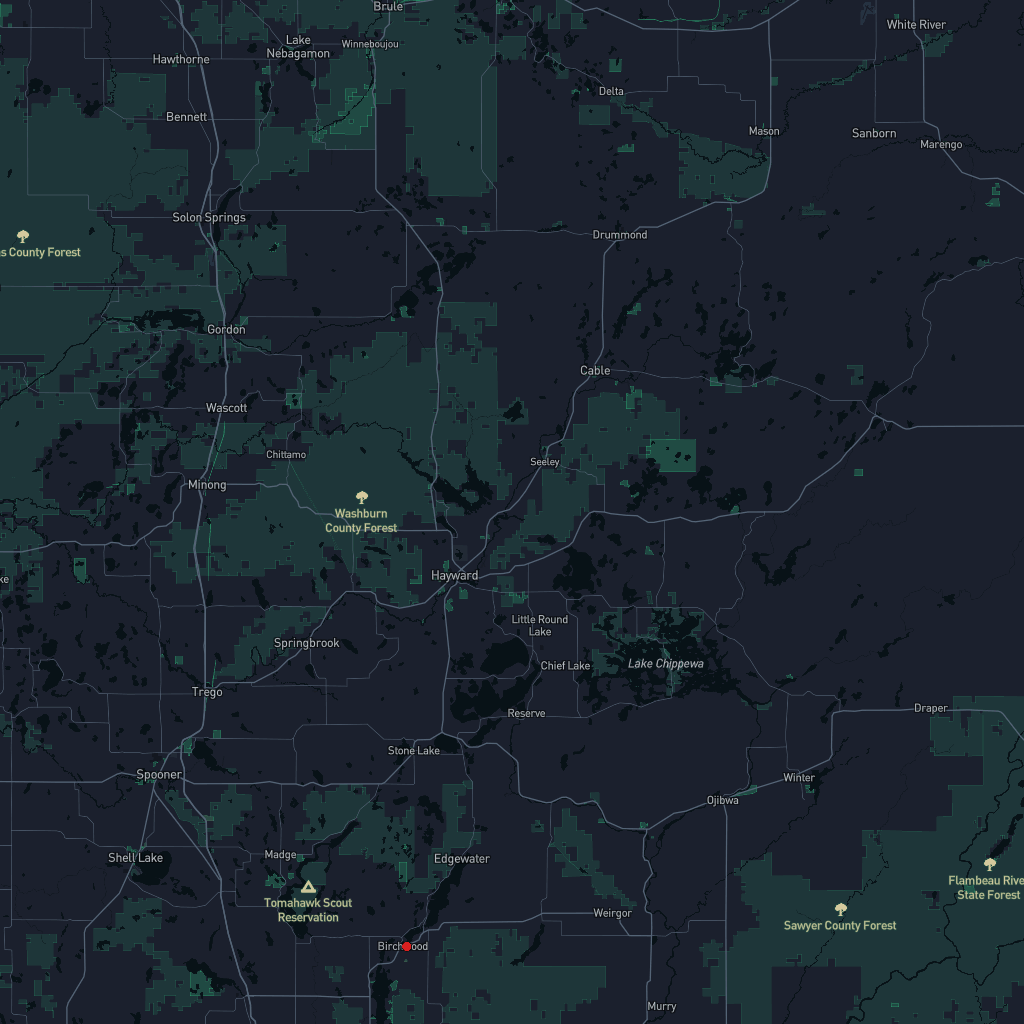 Brule
White River
Lake
Nebagamon
Winneboujou
Hawthorne
Delta
Bennett
Mason
Sanborn
Marengo
Solon Springs
Drummond
s County Forest
Gordon
Cable
Wascott
Chittamo
Seeley
Minong
Washburn
County Forest
Hayward
Little Round
Lake
Springbrook
Chief Lake
Lake Chippewa
Trego
Reserve
Draper
Stone Lake
Spooner
Winter
Ojibwa
Madge
Shell Lake
Edgewater
Tomahawk Scout
Reservation
Flambeau Rive
State Forest
Weirgor
Sawyer County Forest
Birchwood
Murry